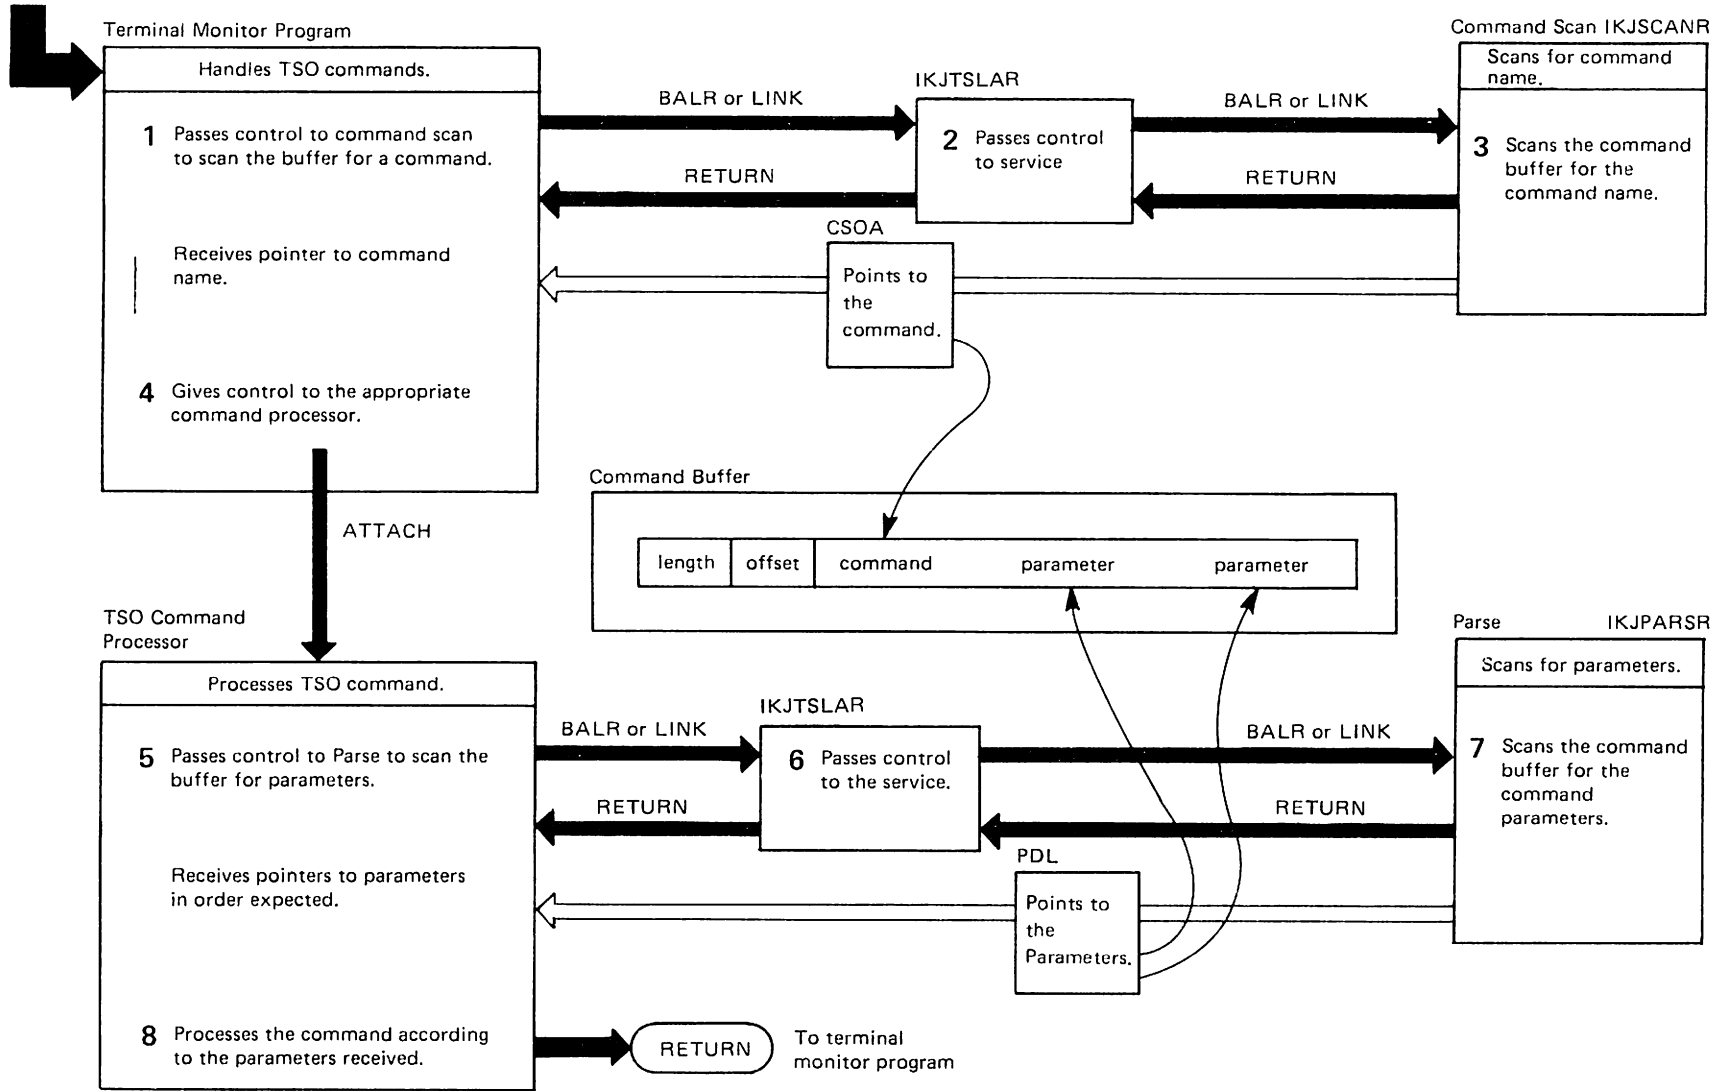 Terminal Monitor Program
Handles TSO commands.
1 Passes control to command scan
to scan the buffer for a command.
Receives pointer to command
name.
4 Gives control to the appropriate
command processor.
BALR or LINK
RETURN
IKJTSLAR
2 Passes control
to service
BALR or LINK
RETURN
Command Scan IKJSCANR
Scans for command
name.
3 Scans the command
buffer for the
command name.
CSOA
Points to
the
command.
ATTACH
Command Buffer
length offset command parameter parameter
TSO Command
Processor
Processes TSO command.
5 Passes control to Parse to scan the
buffer for parameters.
Receives pointers to parameters
in order expected.
8 Processes the command according
to the parameters received.
BALR or LINK
RETURN
IKJTSLAR
6 Passes control
to the service.
BALR or LINK
RETURN
Parse IKJPARSR
Scans for parameters.
7 Scans the command
buffer for the
command
parameters.
PDL
Points to
the
Parameters.
RETURN
To terminal
monitor program